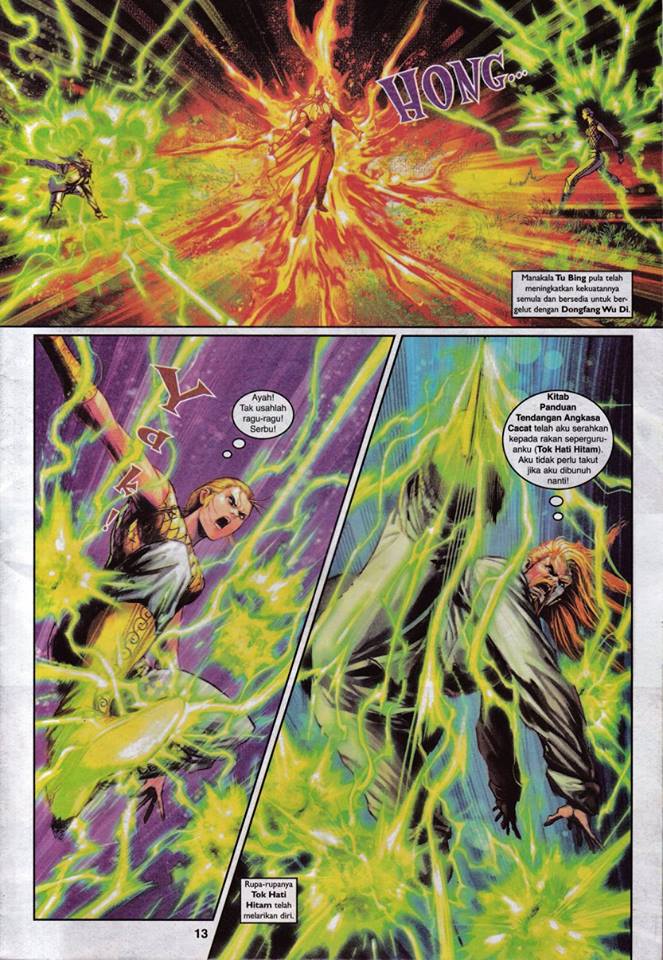 HONG...
Manakala Tu Bing pula telah
meningkatkan kekuatannya
semula dan bersedia untuk ber-
gelut dengan Dongfang Wu Di.
Ayah!
Tak usahlah
ragu-ragu!
Serbu!
Kitab
Panduan
Tendangan Angkasa
Cacat telah aku serahkan
kepada rakan seperguru-
anku (Tok Hati Hitam).
Aku tidak perlu takut
jika aku dibunuh
nanti!
Rupa-rupanya
Tok Hati
Hitam telah
melarikan diri.
13